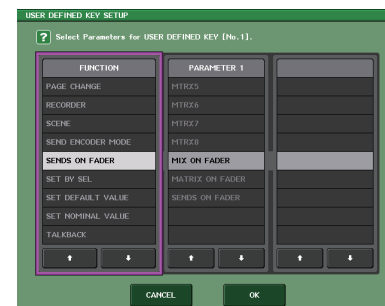 USER DEFINED KEY SETUP
? Select Parameters for USER DEFINED KEY [No.1].
FUNCTION
PAGE CHANGE
RECORDER
SCENE
SEND ENCODER MODE
SENDS ON FADER
SET BY SEL
SET DEFAULT VALUE
SET NOMINAL VALUE
TALKBACK
PARAMETER 1
MTRX5
MTRX6
MTRX7
MTRX8
MIX ON FADER
MATRIX ON FADER
SENDS ON FADER
CANCEL
OK